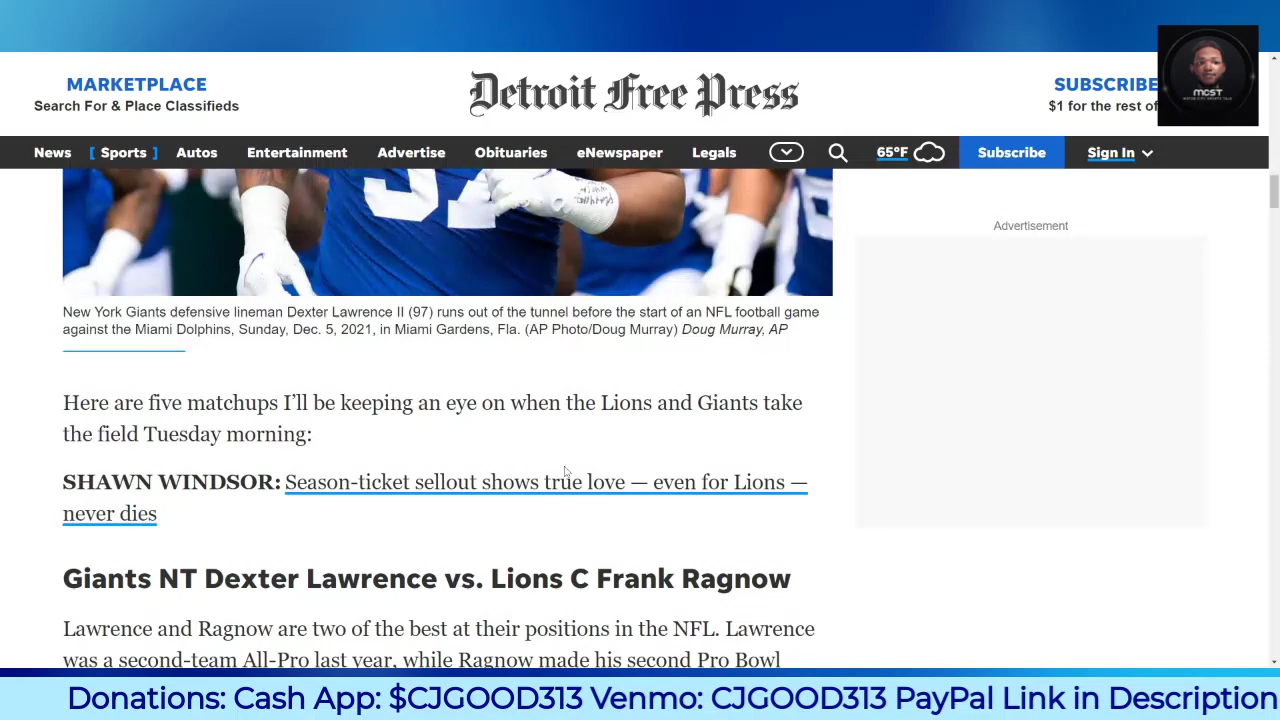 MARKETPLACE
Search For & Place Classifieds
Detroit Free Press
SUBSCRIBE
$1 for the rest of
MCST
MOTOR CITY SPORTS TALK
News [ Sports ] Autos Entertainment Advertise Obituaries eNewspaper Legals 65°F Subscribe Sign In
97
Advertisement
New York Giants defensive lineman Dexter Lawrence II (97) runs out of the tunnel before the start of an NFL football game
against the Miami Dolphins, Sunday, Dec. 5, 2021, in Miami Gardens, Fla. (AP Photo/Doug Murray) Doug Murray, AP
Here are five matchups I’ll be keeping an eye on when the Lions and Giants take
the field Tuesday morning:
SHAWN WINDSOR: Season-ticket sellout shows true love — even for Lions —
never dies
Giants NT Dexter Lawrence vs. Lions C Frank Ragnow
Lawrence and Ragnow are two of the best at their positions in the NFL. Lawrence
was a second-team All-Pro last year, while Ragnow made his second Pro Bowl
Donations: Cash App: $CJGOOD313 Venmo: CJGOOD313 PayPal Link in Description